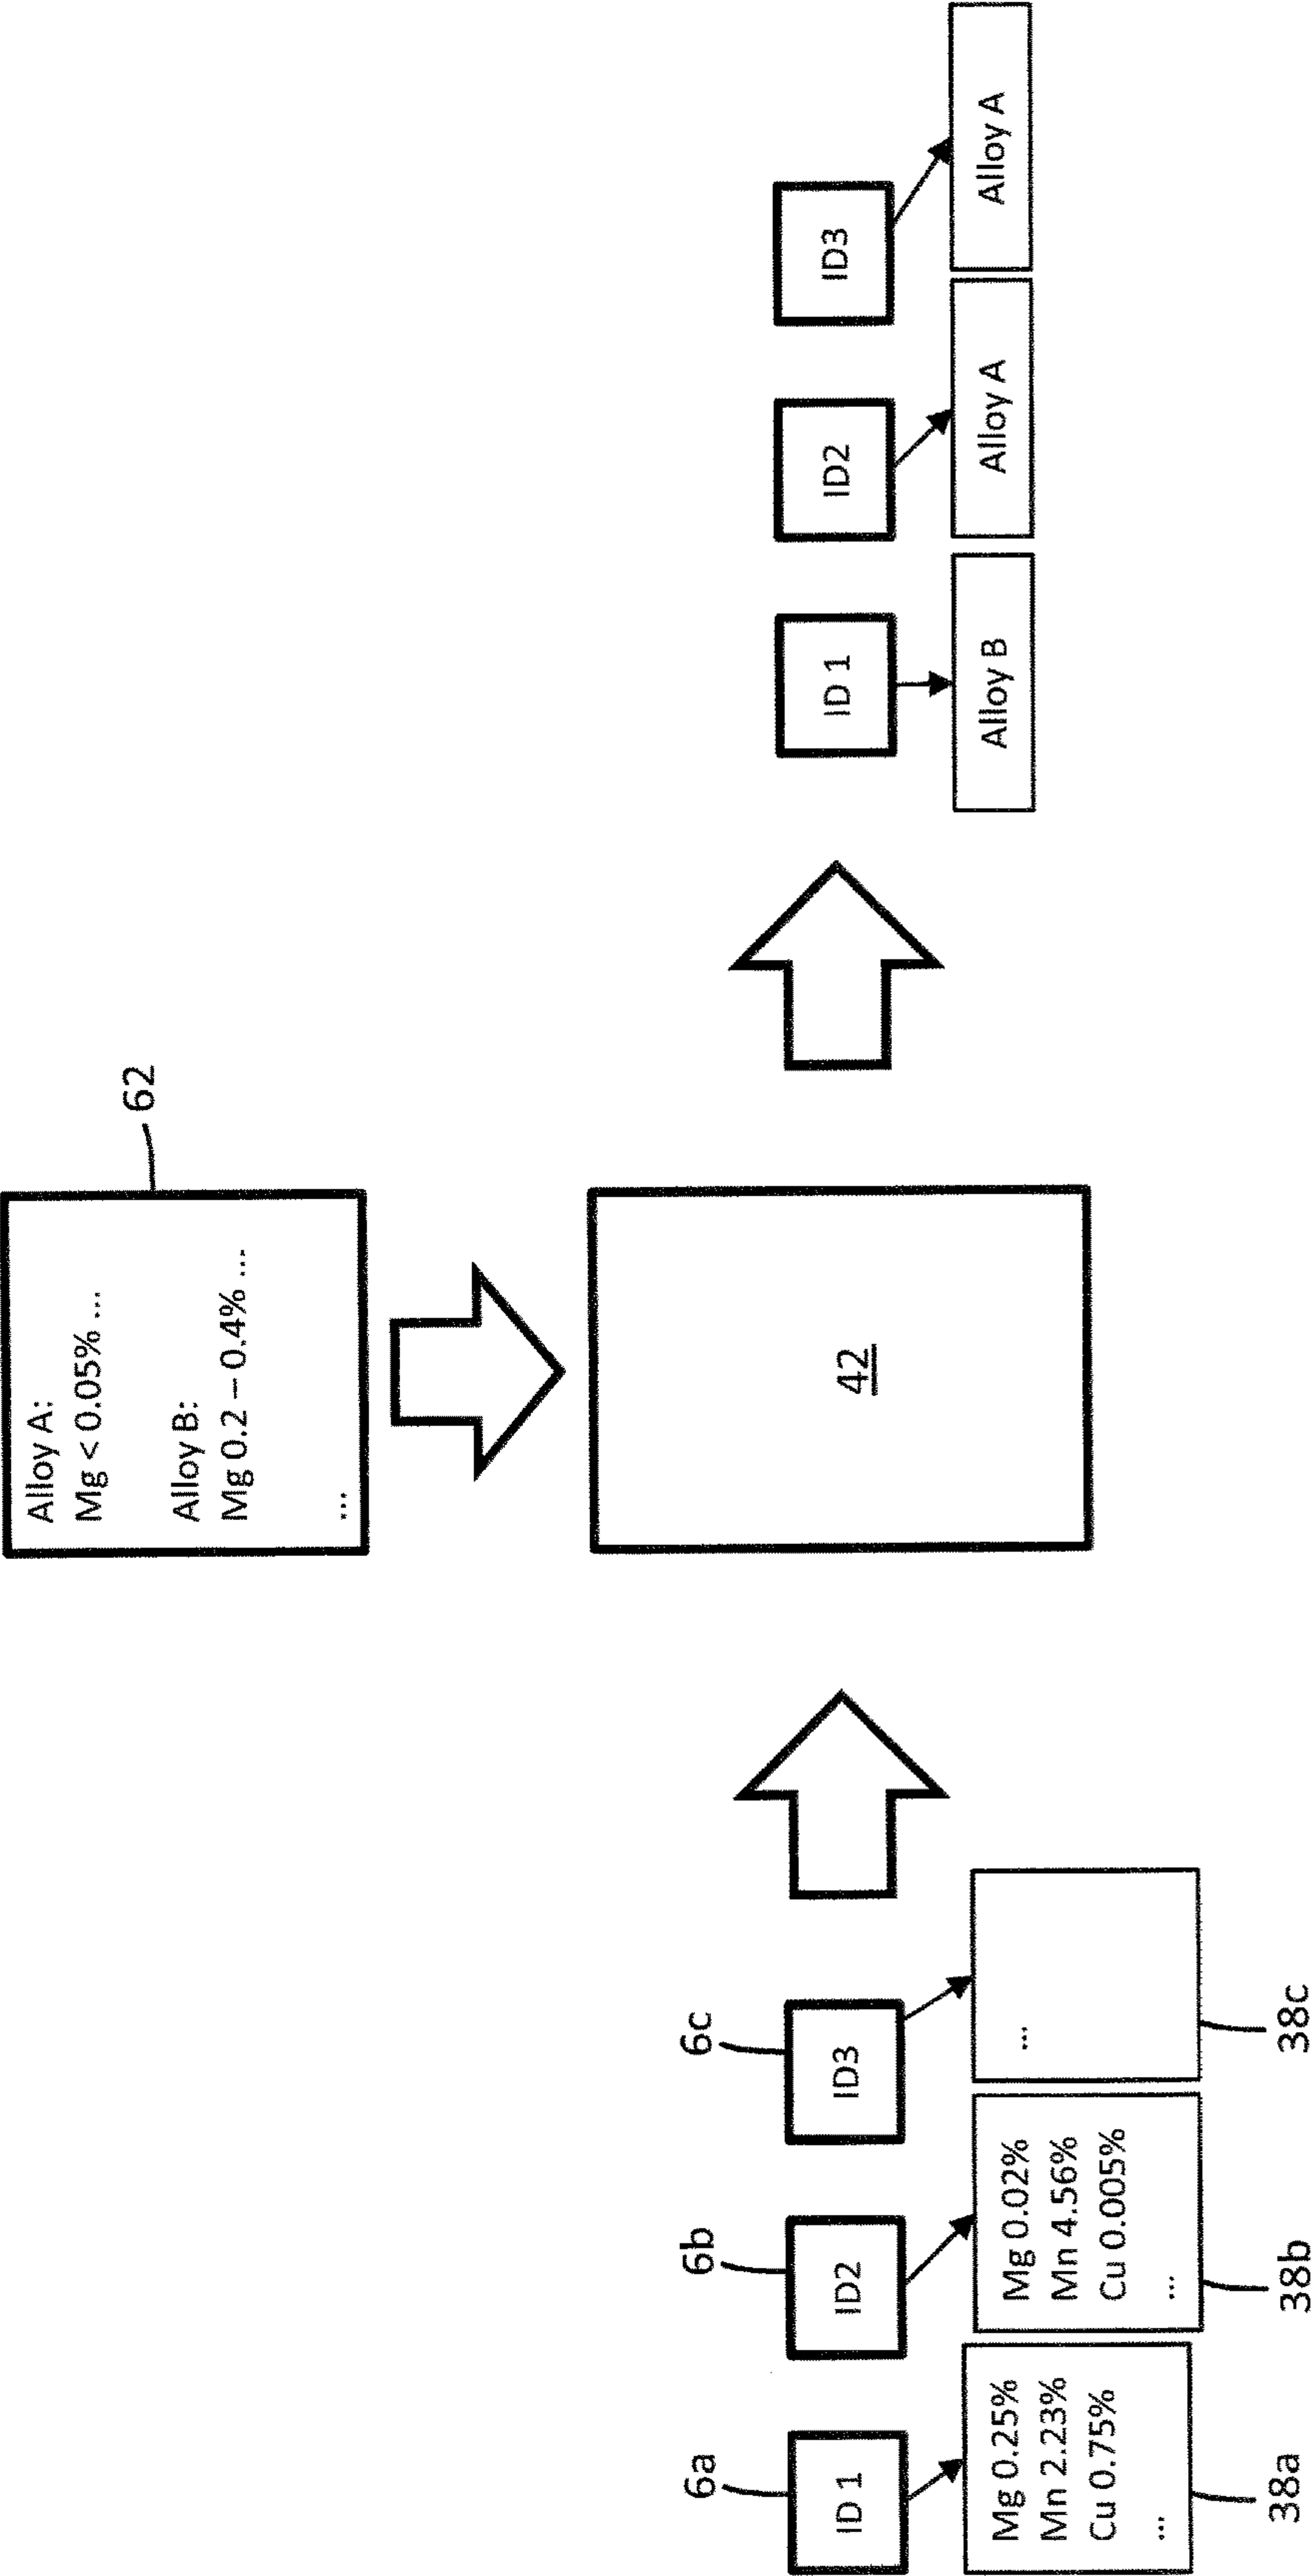 Alloy A:
Mg < 0.05% ...
Alloy B:
Mg 0.2 – 0.4% ...
...
62
6a
6b
6c
ID 1
ID2
ID3
Mg 0.25%
Mn 2.23%
Cu 0.75%
...
Mg 0.02%
Mn 4.56%
Cu 0.005%
...
...
38a
38b
38c
42
ID 1
ID2
ID3
Alloy B
Alloy A
Alloy A